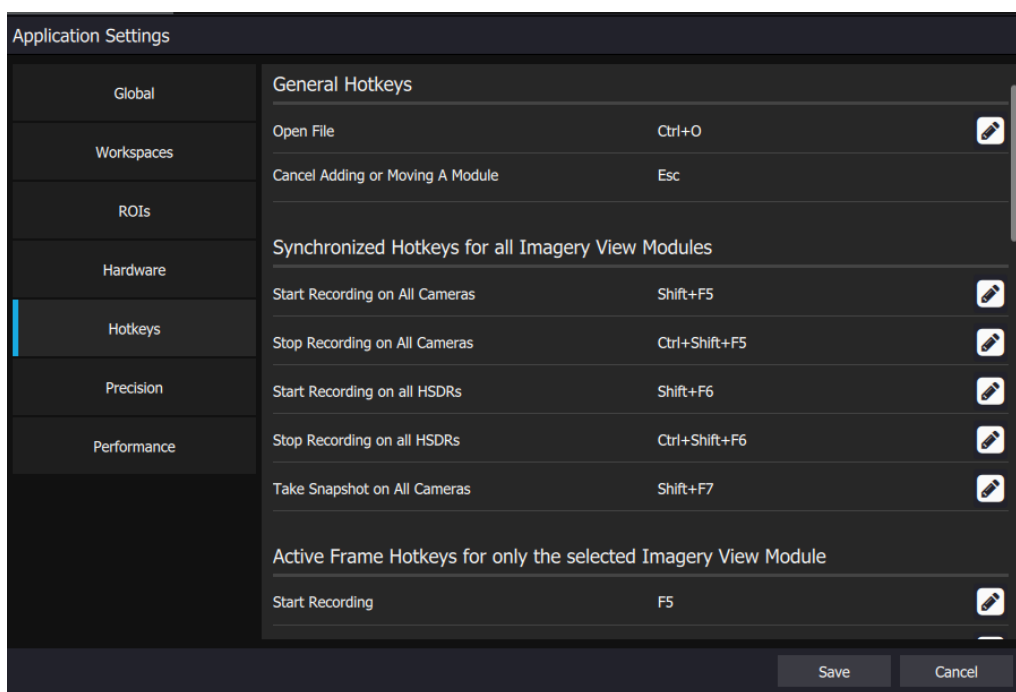 Application Settings
Global
Workspaces
ROIs
Hardware
Hotkeys
Precision
Performance
General Hotkeys
Open File Ctrl+O
Cancel Adding or Moving A Module Esc
Synchronized Hotkeys for all Imagery View Modules
Start Recording on All Cameras Shift+F5
Stop Recording on All Cameras Ctrl+Shift+F5
Start Recording on all HSDRs Shift+F6
Stop Recording on all HSDRs Ctrl+Shift+F6
Take Snapshot on All Cameras Shift+F7
Active Frame Hotkeys for only the selected Imagery View Module
Start Recording F5
Save Cancel